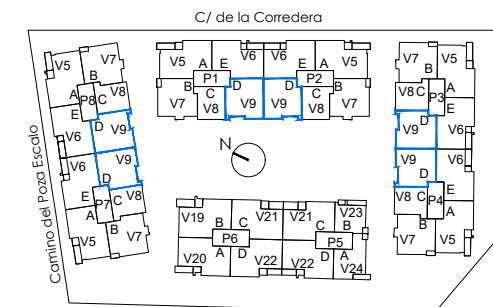 C/ de la Corredera
V5 A E V6 V6 E A V5
P1 P2
B D D B
V7 C V8 V9 V9 C V8 V7
V7 V8 B C A P8 E D V9 V6
V6 V9 D E P7 C V8 A B V5 V7
V7 B V8 C P3 A D E V9 V6
V9 V6 D E V8 C P4 A B V7 V5
N
V19 V21 V21 V23
B C C B
P6 P5
A D D A
V20 V22 V22 V24
Camino del Poza Escalo
V5